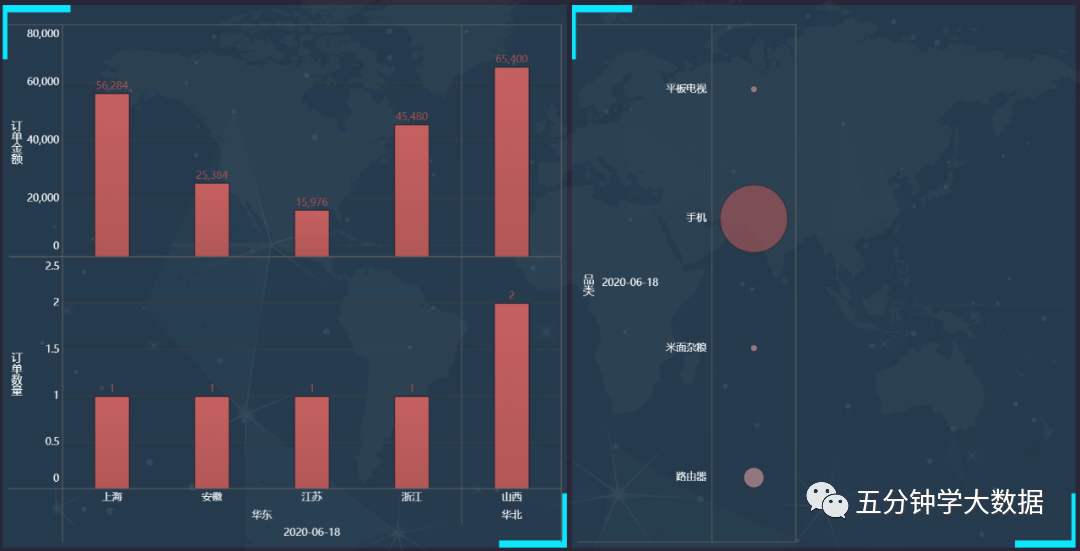 订单金额
80,000
60,000
40,000
20,000
0
56,284
25,384
15,976
45,480
65,400
订单数量
2.5
2
1.5
1
0.5
0
1
1
1
1
2
上海
安徽
江苏
浙江
山西
华东
华北
2020-06-18
品类
2020-06-18
平板电视
手机
米面杂粮
路由器
五分钟学大数据